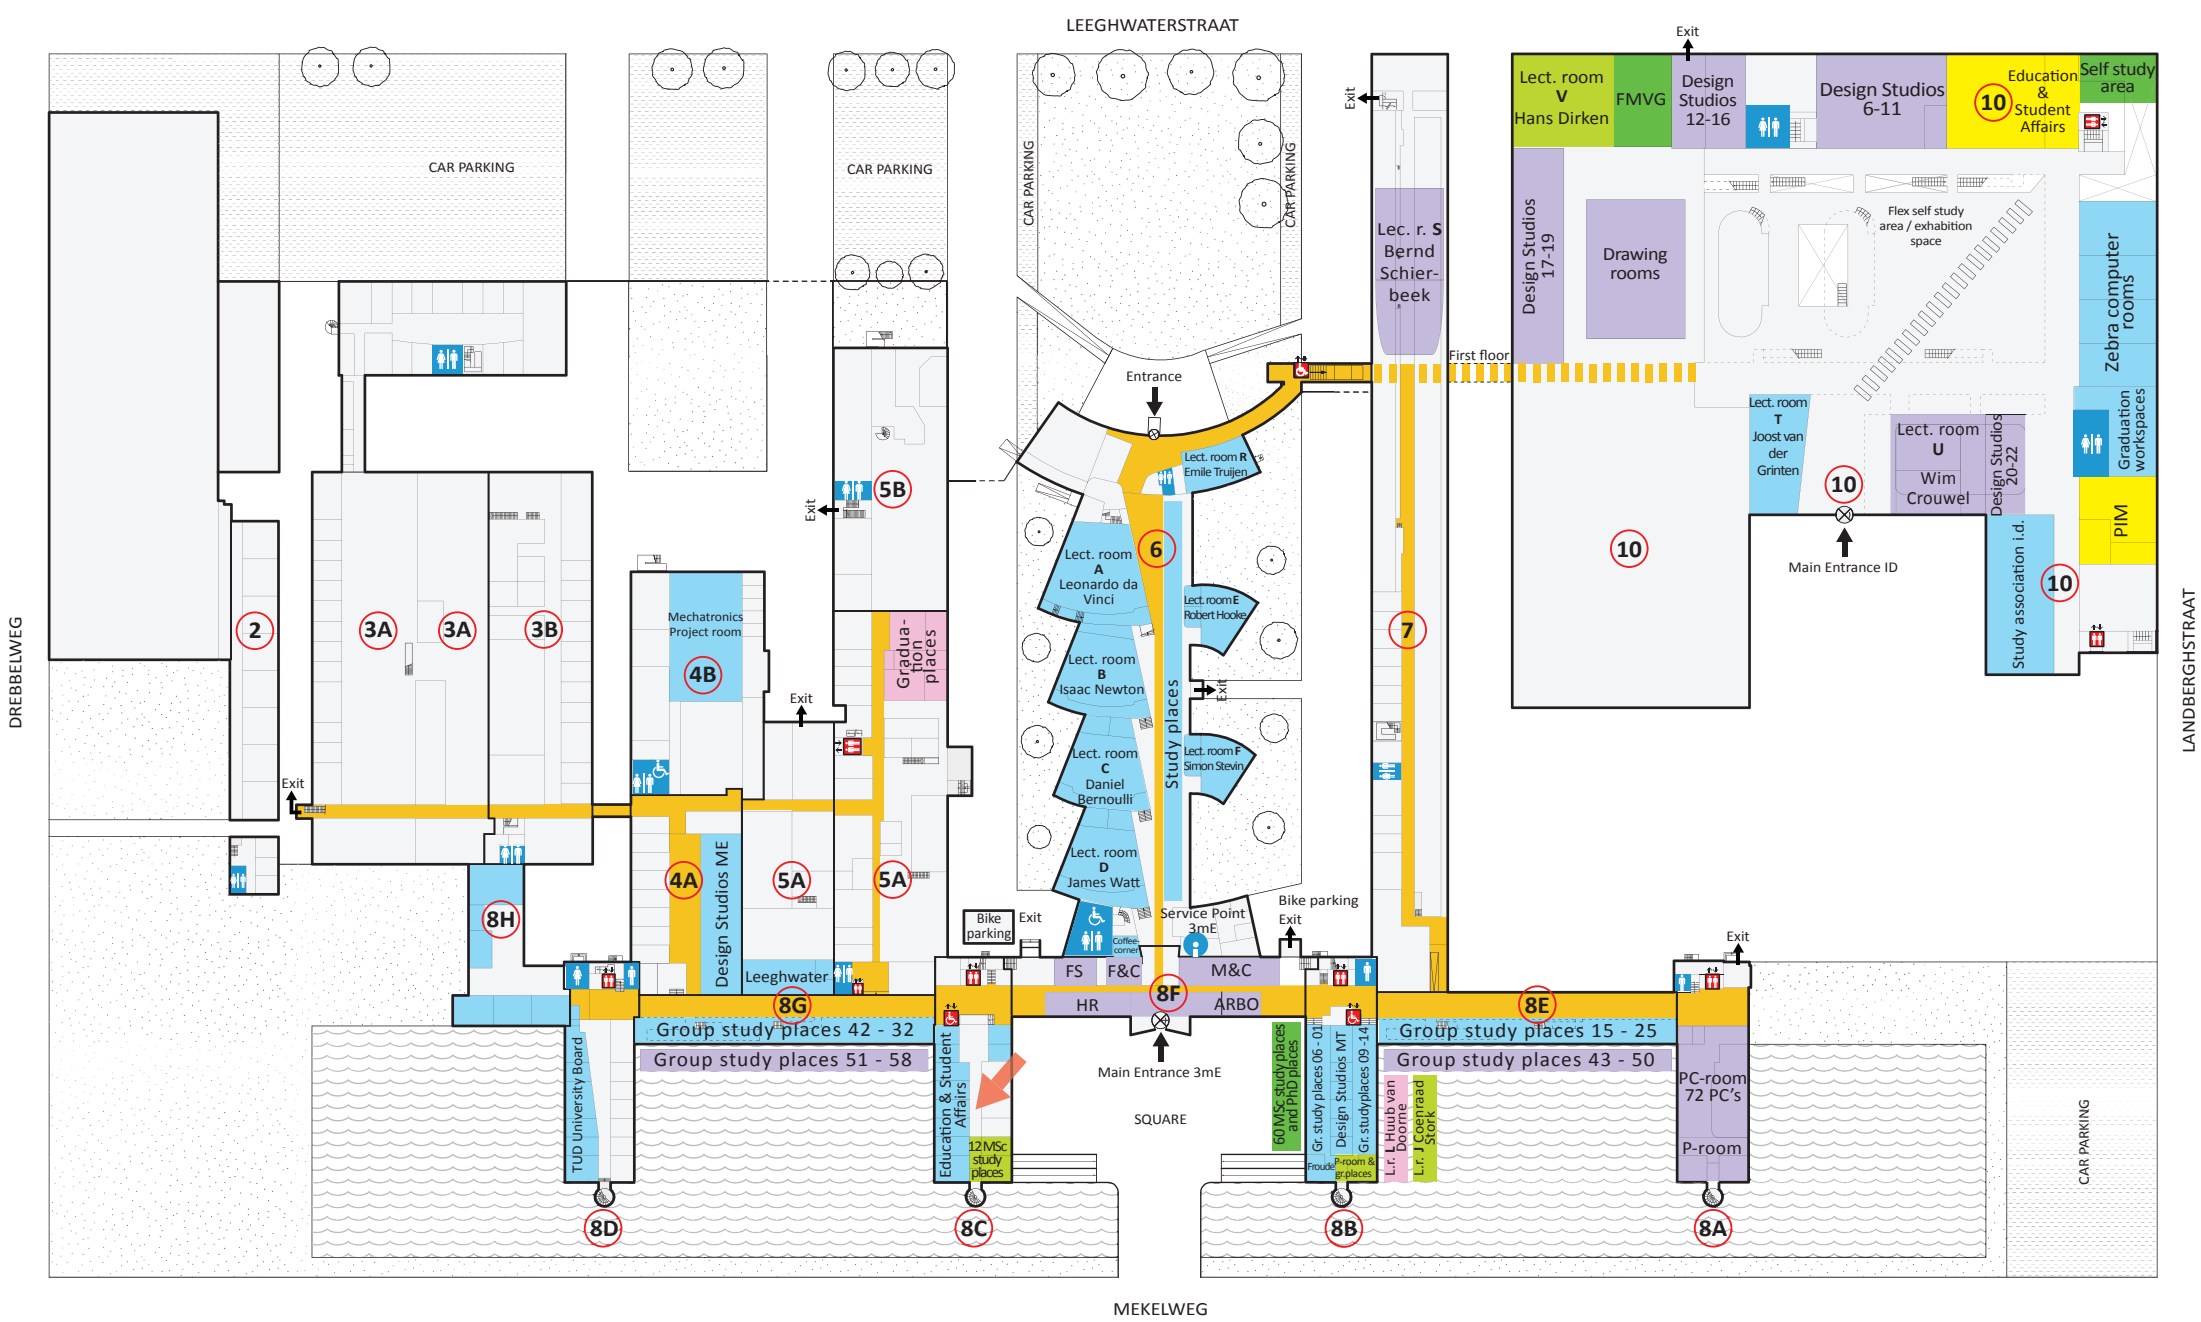 LEEGHWATERSTRAAT
Exit
Lect. room
V
Hans Dirken
FMVG
Design
Studios
12-16
Design Studios
6-11
10
Education
&
Student
Affairs
Self study
area
Exit
CAR PARKING
CAR PARKING
CAR PARKING
CAR PARKING
Lec. r. S
Bernd
Schier-
beek
Design Studios
17-19
Drawing
rooms
Flex self study
area / exhabition
space
Zebra computer
rooms
First floor
Entrance
Lect. room
T
Joost van
der
Grinten
Lect. room
U
Wim
Crouwel
Design Studios
20-22
Graduation
workspaces
Lect. room R
Emile Truijen
5B
Exit
10
PIM
6
10
Main Entrance ID
Study association i.d.
10
Lect. room
A
Leonardo da
Vinci
Lect. room E
Robert Hooke
DREBBELWEG
LANDBERGHSTRAAT
2
3A
3A
3B
Mechatronics
Project room
4B
Gradua-
tion
places
7
Lect. room
B
Isaac Newton
Study places
Exit
Exit
Lect. room
C
Daniel
Bernoulli
Lect. room F
Simon Stevin
Exit
Lect. room
D
James Watt
4A
Design Studios ME
5A
5A
8H
Bike
parking
Exit
Service Point
3mE
Coffee-
corner
Bike parking
Exit
Exit
Leeghwater
FS
F&C
M&C
8G
HR
8F
ARBO
8E
Group study places 42 - 32
Group study places 15 - 25
Group study places 51 - 58
Group study places 43 - 50
TUD University Board
Education & Student
Affairs
12 MSc
study
places
Main Entrance 3mE
SQUARE
60 MSc study places
and PhD places
Gr. study places 06 - 01
Design Studios MT
Gr. studyplaces 09 -14
Froude
P-room &
gr.places
L.r. L Huub van
Doorne
L.r. J Coenraad
Stork
PC-room
72 PC's
P-room
CAR PARKING
8D
8C
8B
8A
MEKELWEG